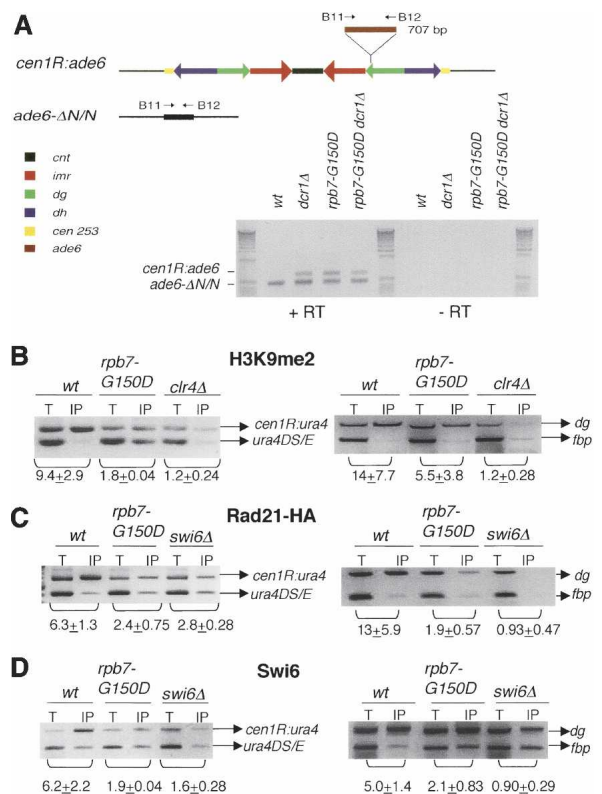 A
B11 B12
707 bp
cen1R:ade6
ade6-ΔN/N
B11 B12
cnt
imr
dg
dh
cen 253
ade6
wt
dcr1Δ
rpb7-G150D
rpb7-G150D dcr1Δ
wt
dcr1Δ
rpb7-G150D
rpb7-G150D dcr1Δ
cen1R:ade6
ade6-ΔN/N
+ RT
- RT
B
H3K9me2
wt
rpb7-
G150D
clr4Δ
T IP T IP T IP
cen1R:ura4
ura4DS/E
9.4+2.9 1.8+0.04 1.2+0.24
wt
rpb7-
G150D
clr4Δ
T IP T IP T IP
dg
fbp
14+7.7 5.5+3.8 1.2+0.28
C
Rad21-HA
wt
rpb7-
G150D
swi6Δ
T IP T IP T IP
cen1R:ura4
ura4DS/E
6.3+1.3 2.4+0.75 2.8+0.28
wt
rpb7-
G150D
swi6Δ
T IP T IP T IP
dg
fbp
13+5.9 1.9+0.57 0.93+0.47
D
Swi6
wt
rpb7-
G150D
swi6Δ
T IP T IP T IP
cen1R:ura4
ura4DS/E
6.2+2.2 1.9+0.04 1.6+0.28
wt
rpb7-
G150D
swi6Δ
T IP T IP T IP
dg
fbp
5.0+1.4 2.1+0.83 0.90+0.29